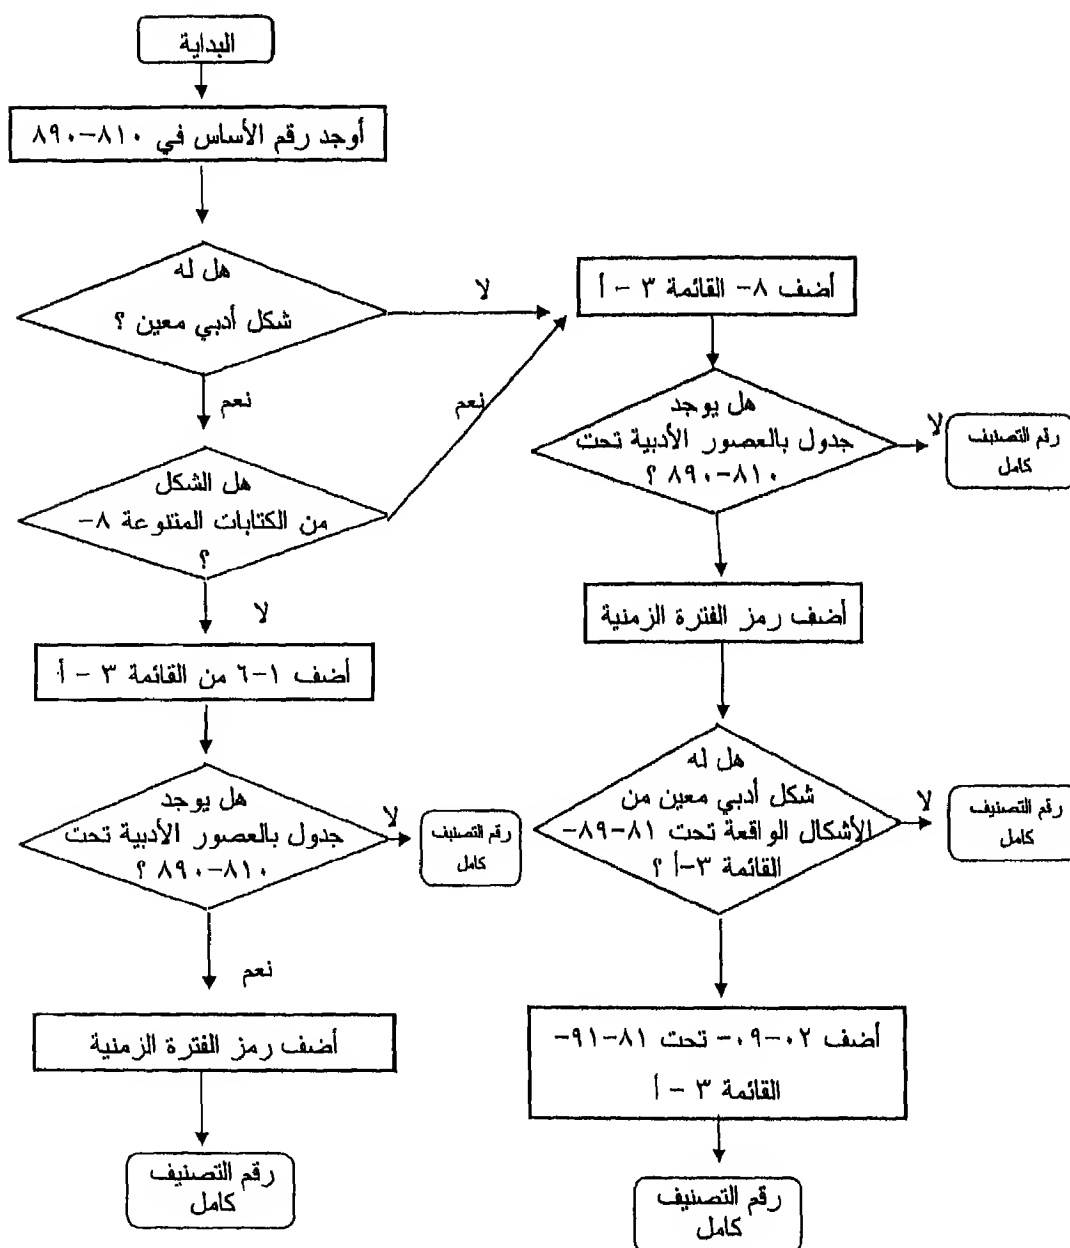 البداية
أوجد رقم الأساس في ٨١٠-٨٩٠
هل له
شكل أدبي معين ؟
لا
نعم
هل الشكل
من الكتابات المتنوعة ٨-
؟
نعم
لا
أضف ١-٦ من القائمة ٣ - أ
هل يوجد
جدول بالعصور الأدبية تحت
٨١٠-٨٩٠ ؟
لا
رقم التصنيف
كامل
نعم
أضف رمز الفترة الزمنية
رقم التصنيف
كامل
أضف ٨- القائمة ٣ - أ
هل يوجد
جدول بالعصور الأدبية تحت
٨١٠-٨٩٠ ؟
لا
رقم التصنيف
كامل
أضف رمز الفترة الزمنية
هل له
شكل أدبي معين من
الأشكال الواقعة تحت ٨١-٨٩-
القائمة ٣-أ ؟
لا
رقم التصنيف
كامل
أضف ٠٢-٠٩- تحت ٨١-٩١-
القائمة ٣ - أ
رقم التصنيف
كامل